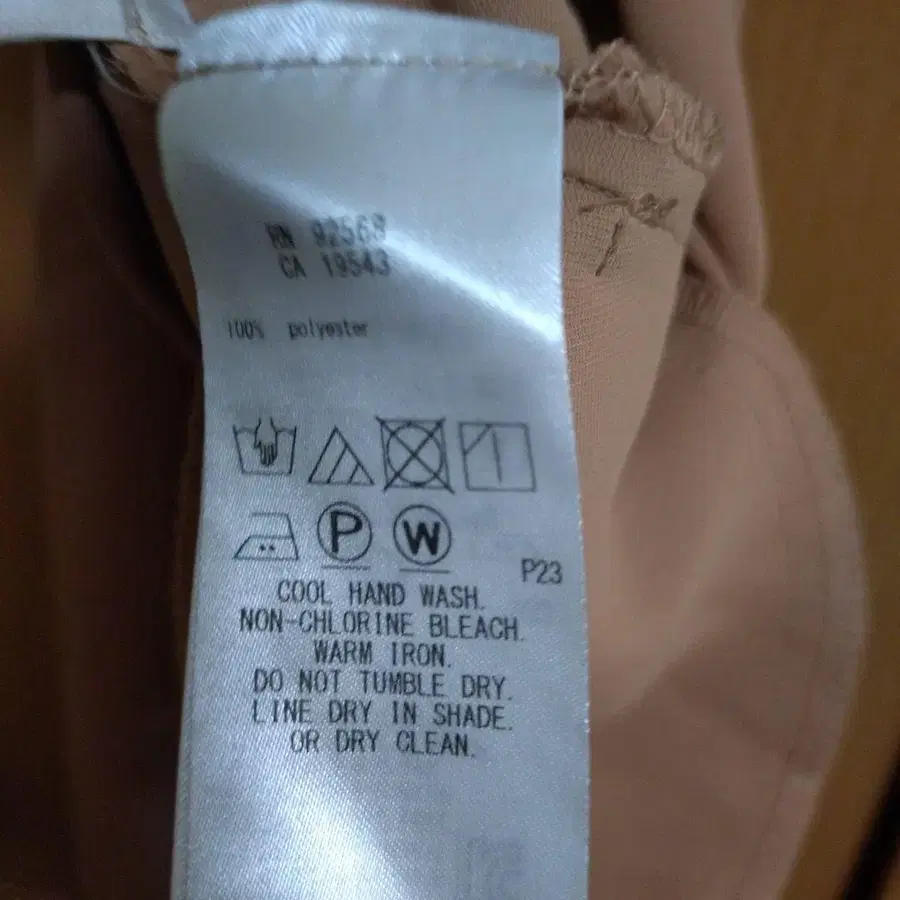 RN 92568
CA 19543
100% polyester
P W
P23
COOL HAND WASH.
NON-CHLORINE BLEACH.
WARM IRON.
DO NOT TUMBLE DRY.
LINE DRY IN SHADE.
OR DRY CLEAN.